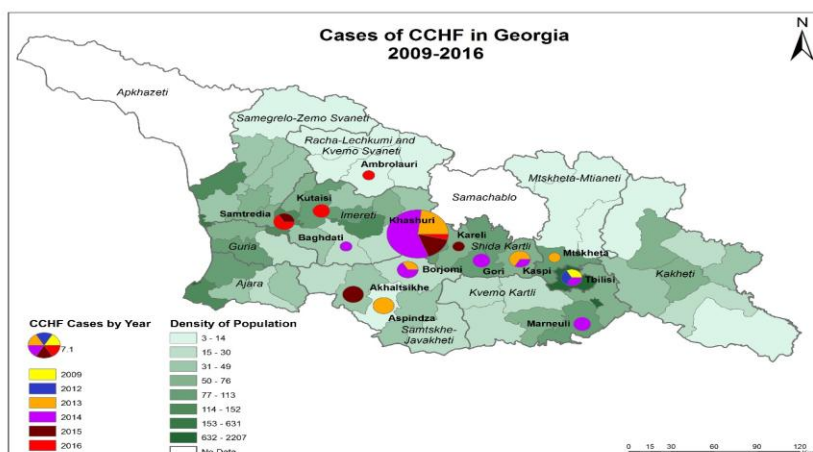 Cases of CCHF in Georgia
2009-2016
N
Apkhazeti
Samegrelo-Zemo Svaneti
Racha-Lechkumi and
Kvemo Svaneti
Ambrolauri
Mtskheta-Mtianeti
Samachablo
Kutaisi
Samtredia
Imereti
Khashuri
Kareli
Shida Kartli
Mtskheta
Guria
Baghdati
Borjomi
Gori
Kaspi
Tbilisi
Kakheti
Ajara
Akhaltsikhe
Kvemo Kartli
Aspindza
Samtskhe-
Javakheti
Marneuli
CCHF Cases by Year
7.1
2009
2012
2013
2014
2015
2016
Density of Population
3 - 14
15 - 30
31 - 49
50 - 76
77 - 113
114 - 152
153 - 631
632 - 2207
No Data
0 15 30 60 90 120